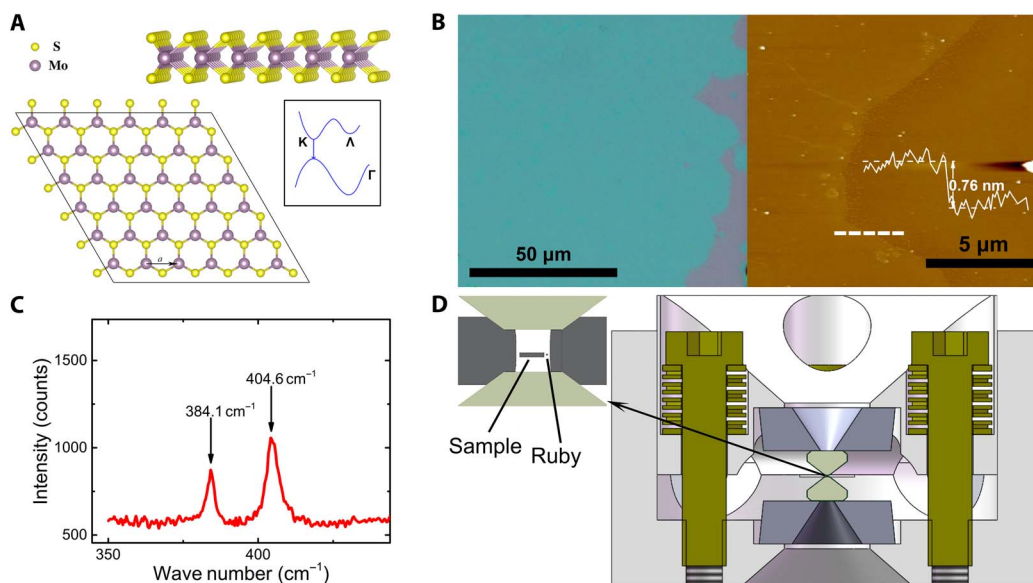 A
S
Mo
K
Λ
Γ
a
B
50 µm
0.76 nm
5 µm
C
Intensity (counts)
1500
1000
500
384.1 cm⁻¹
404.6 cm⁻¹
350
400
Wave number (cm⁻¹)
D
Sample
Ruby